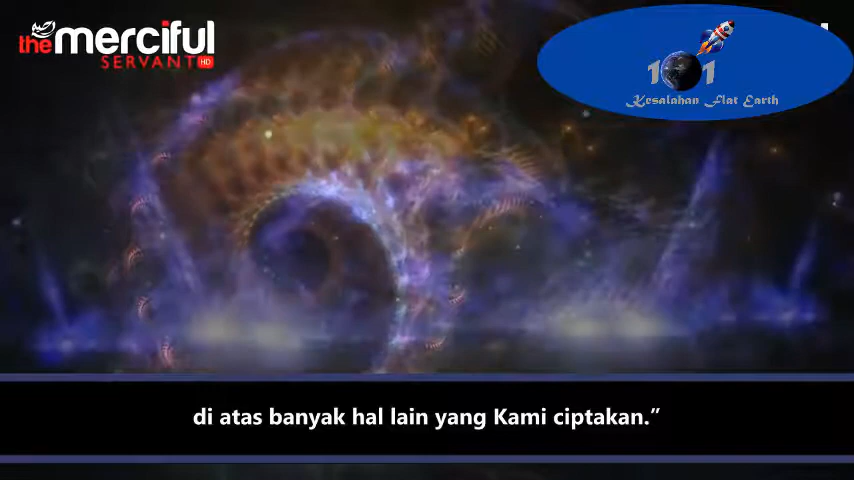 the merciful
SERVANT HD
101
Kesalahan Flat Earth
di atas banyak hal lain yang Kami ciptakan.”